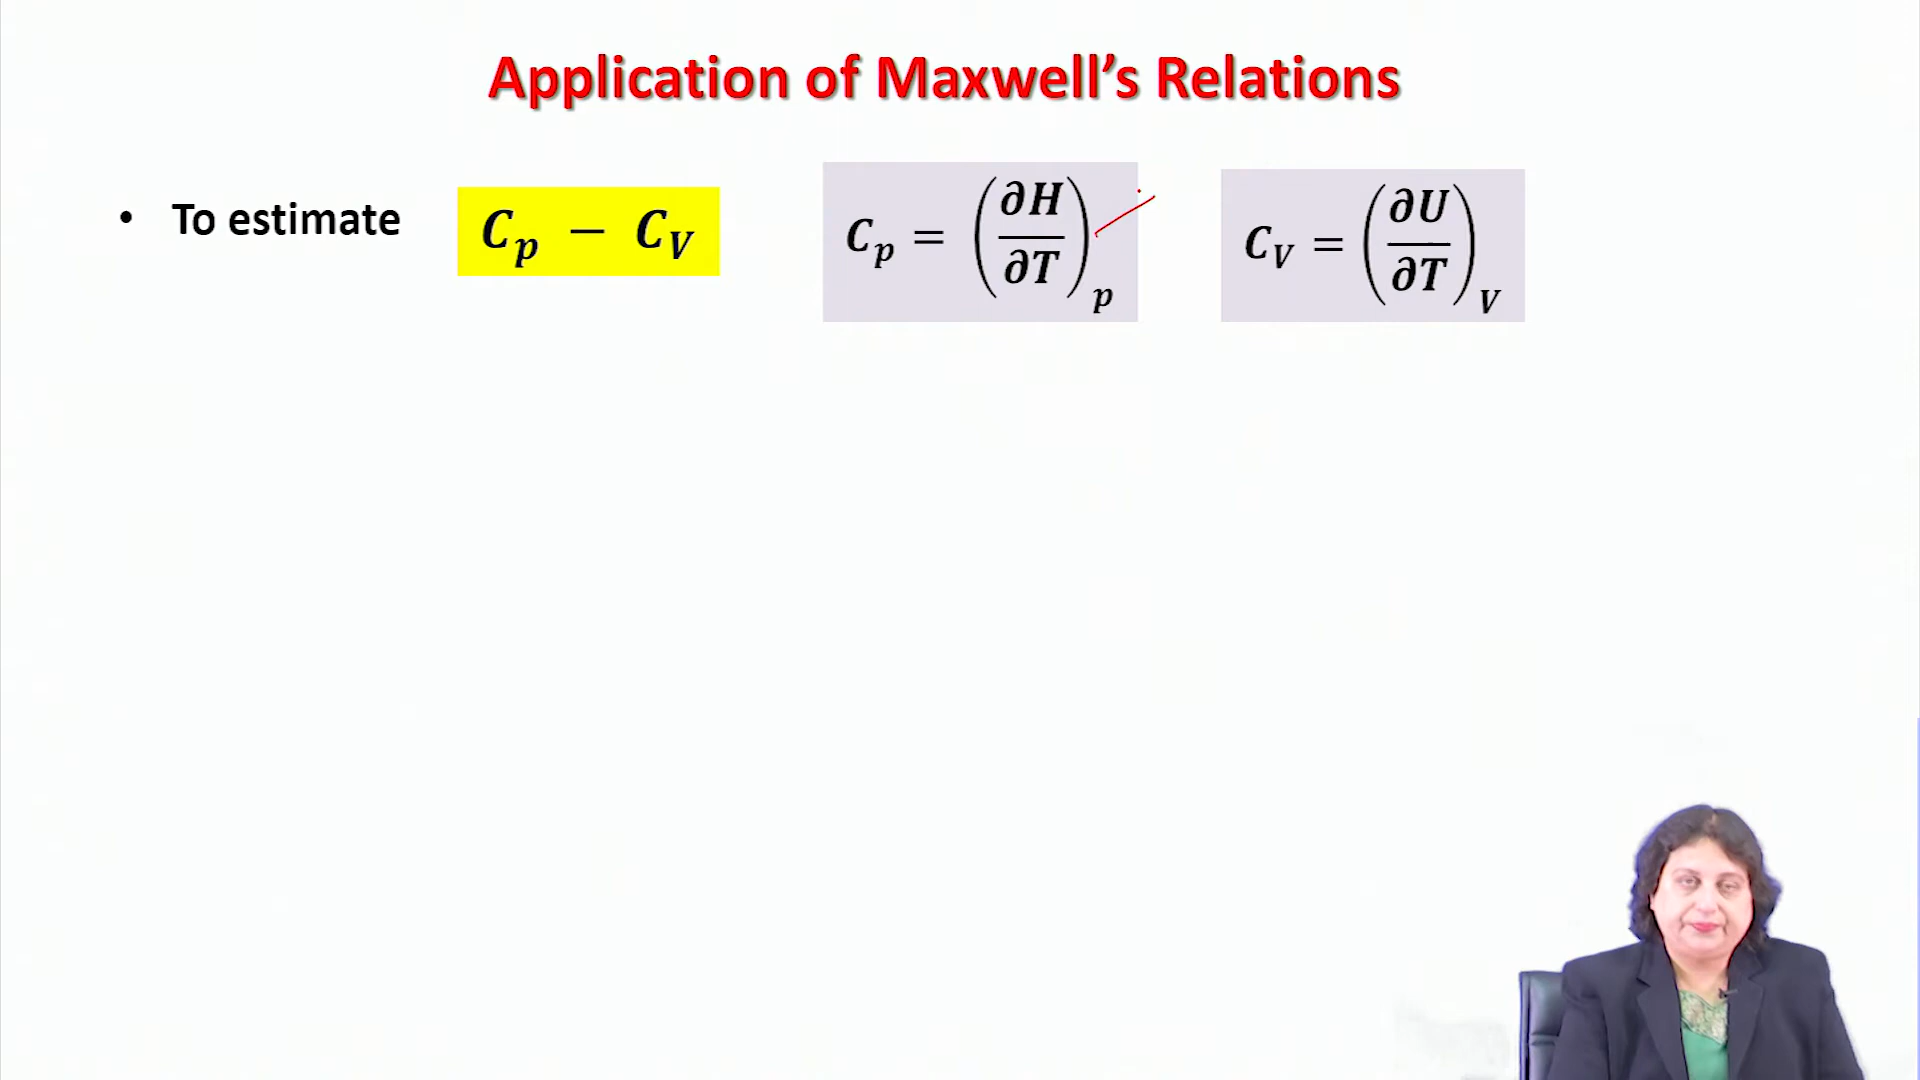 Application of Maxwell’s Relations
• To estimate C_p − C_V C_p = (∂H/∂T)_p C_V = (∂U/∂T)_V